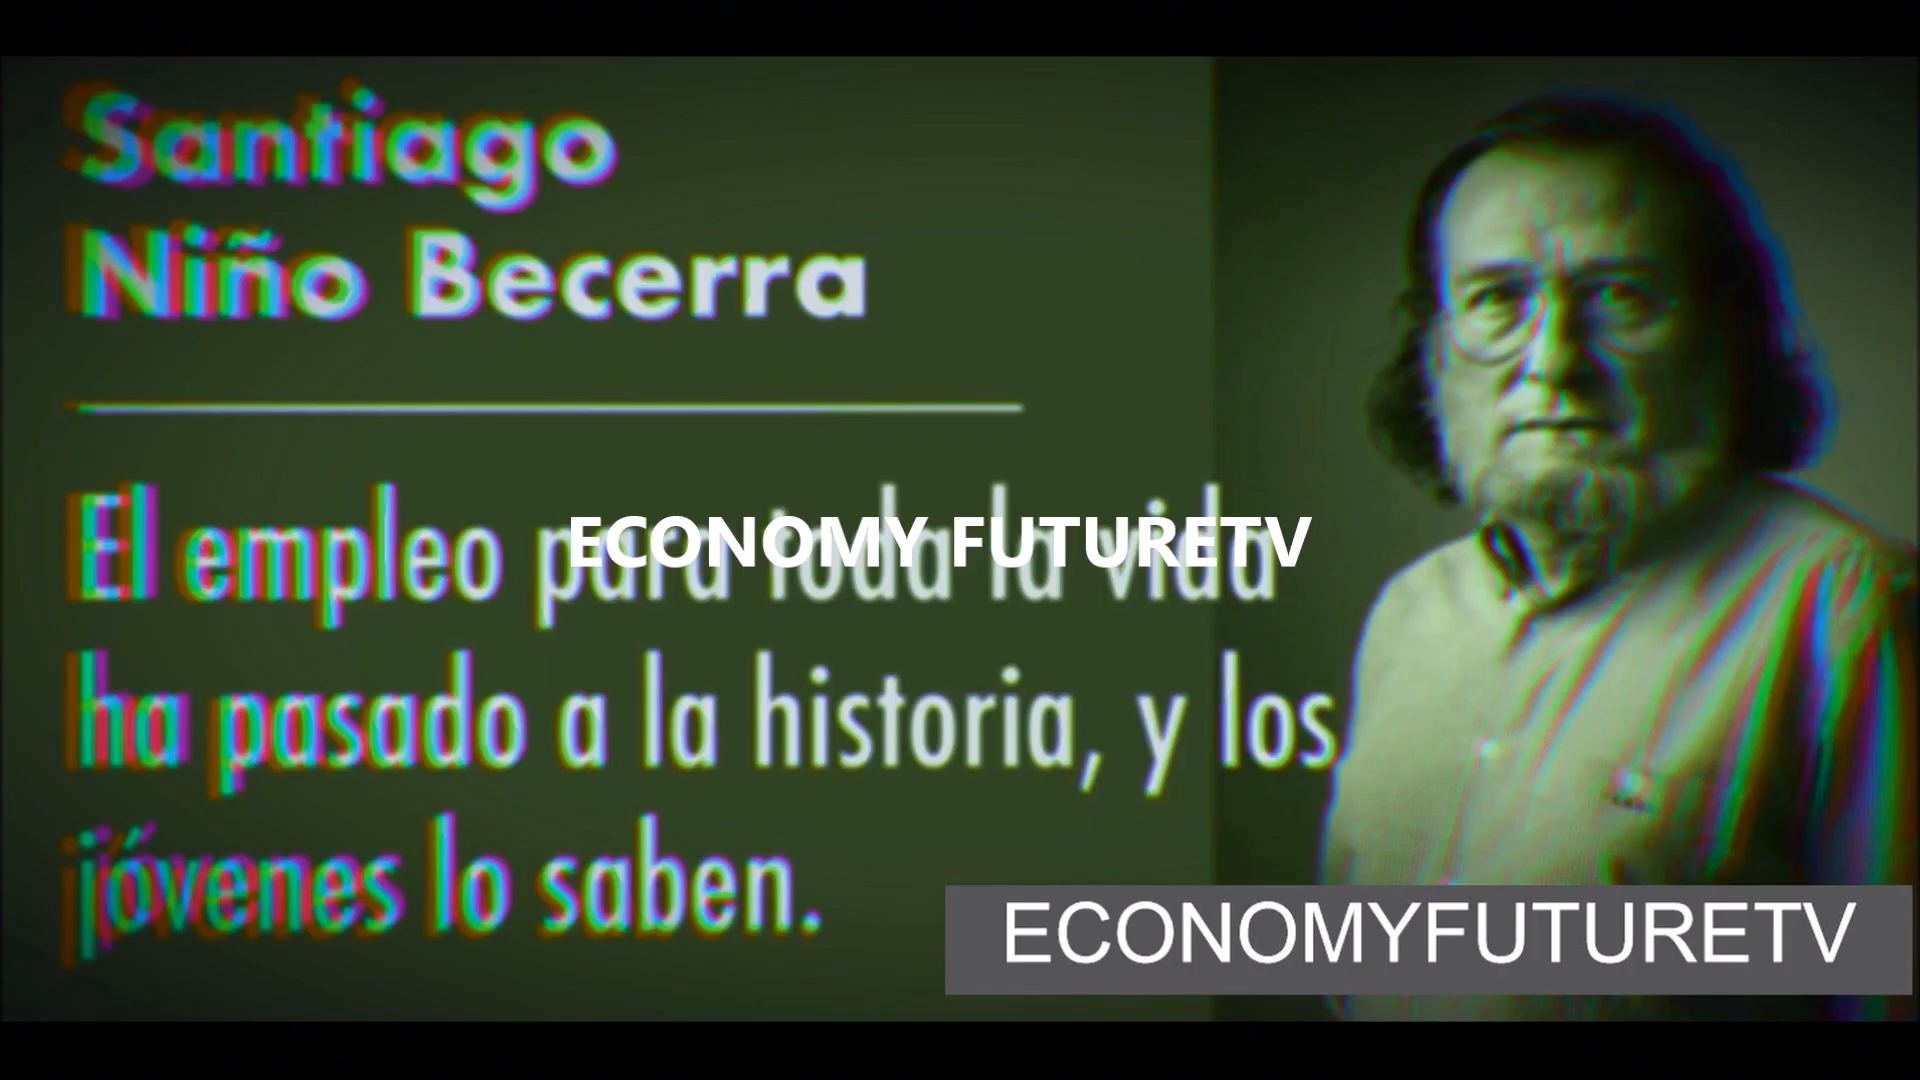 Santiago
Niño Becerra
El empleo para toda la vida
ECONOMY FUTURETV
ha pasado a la historia, y los
jóvenes lo saben.
ECONOMYFUTURETV